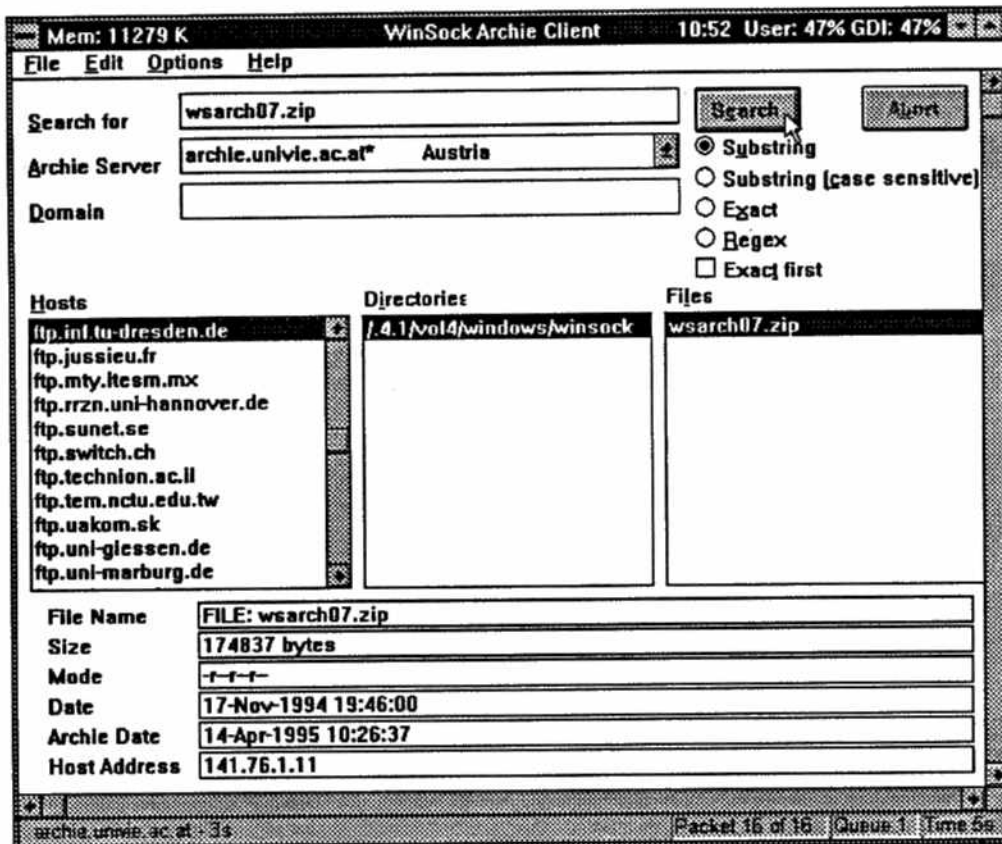 Mem: 11279 K WinSock Archie Client 10:52 User: 47% GDI: 47%
File Edit Options Help
Search for wsarch07.zip Search Abort
Archie Server archie.univie.ac.at* Austria
Domain
Substring
Substring (case sensitive)
Exact
Regex
Exact first
Hosts
ftp.inf.tu-dresden.de
ftp.jussieu.fr
ftp.mty.itesm.mx
ftp.rrzn.uni-hannover.de
ftp.sunet.se
ftp.switch.ch
ftp.technion.ac.il
ftp.tem.nctu.edu.tw
ftp.uakom.sk
ftp.uni-giessen.de
ftp.uni-marburg.de
Directories
/.4.1/vol4/windows/winsock
Files
wsarch07.zip
File Name FILE: wsarch07.zip
Size 174837 bytes
Mode -r--r--r--
Date 17-Nov-1994 19:46:00
Archie Date 14-Apr-1995 10:26:37
Host Address 141.76.1.11
archie.univie.ac.at - 3s Packet 16 of 16 Queue 1 Time 5s